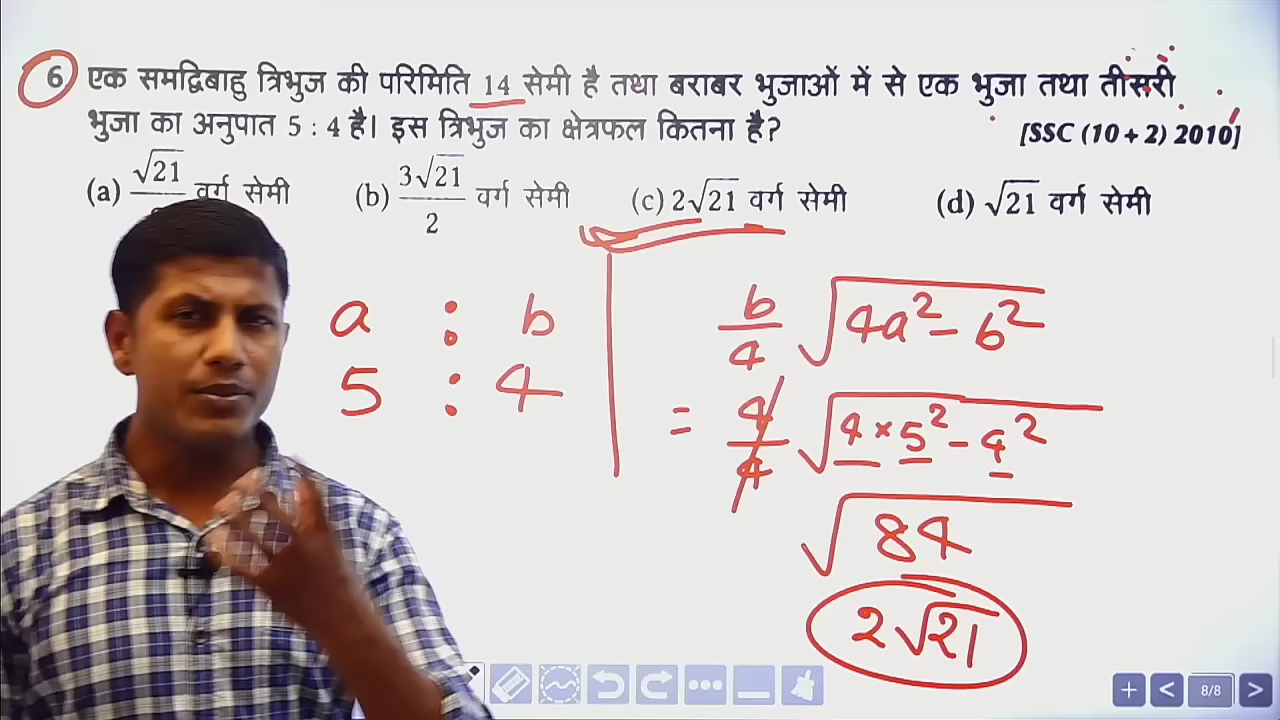 6 एक समद्विबाहु त्रिभुज की परिमिति 14 सेमी है तथा बराबर भुजाओं में से एक भुजा तथा तीसरी
भुजा का अनुपात 5 : 4 है। इस त्रिभुज का क्षेत्रफल कितना है?
[SSC (10 + 2) 2010]
(a) √21 वर्ग सेमी (b) 3√21/2 वर्ग सेमी (c) 2√21 वर्ग सेमी (d) √21 वर्ग सेमी
a : b
5 : 4
b/4 √4a² - b²
= 4/4 √4 × 5² - 4²
√84
2√21
8/8